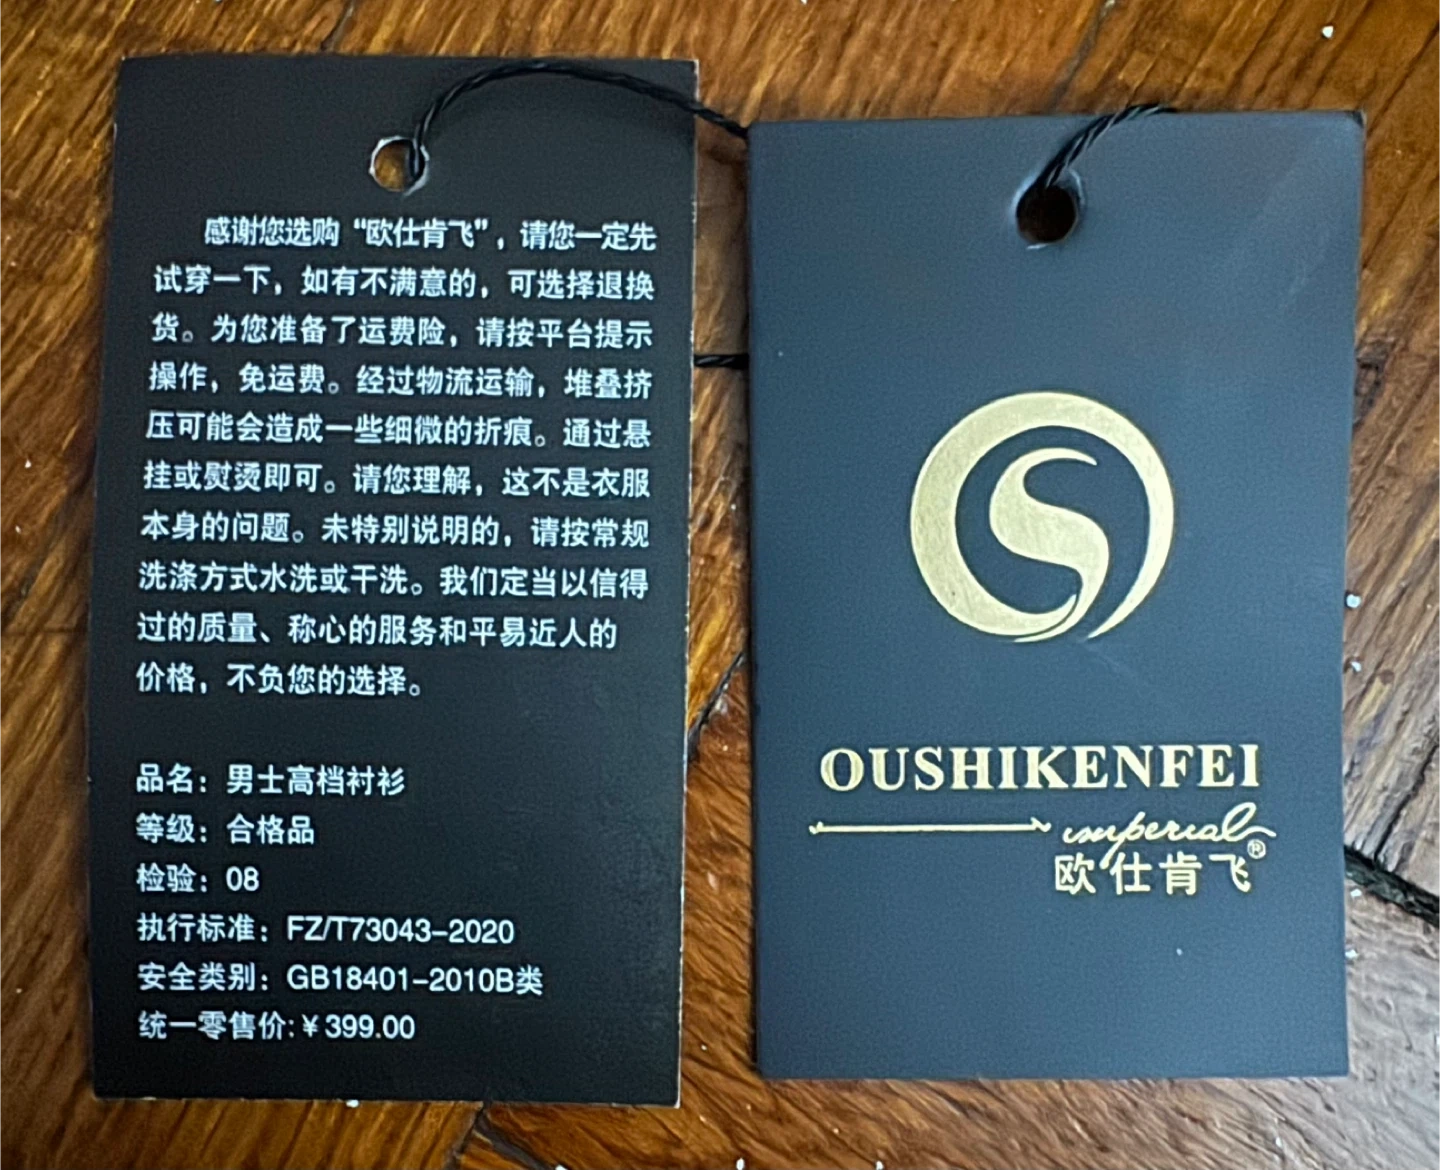 感谢您选购“欧仕肯飞”，请您一定先
试穿一下，如有不满意的，可选择退换
货。为您准备了运费险，请按平台提示
操作，免运费。经过物流运输，堆叠挤
压可能会造成一些细微的折痕。通过悬
挂或熨烫即可。请您理解，这不是衣服
本身的问题。未特别说明的，请按常规
洗涤方式水洗或干洗。我们定当以信得
过的质量、称心的服务和平易近人的
价格，不负您的选择。
品名：男士高档衬衫
等级：合格品
检验：08
执行标准：FZ/T73043-2020
安全类别：GB18401-2010B类
统一零售价:￥399.00
OUSHIKENFEI
imperial
欧仕肯飞®